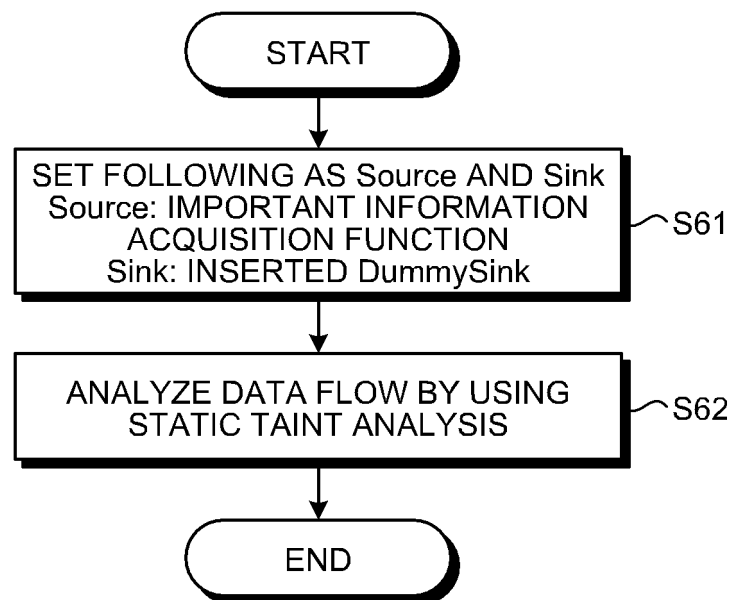 START
SET FOLLOWING AS Source AND Sink
Source: IMPORTANT INFORMATION
ACQUISITION FUNCTION
Sink: INSERTED DummySink
S61
ANALYZE DATA FLOW BY USING
STATIC TAINT ANALYSIS
S62
END